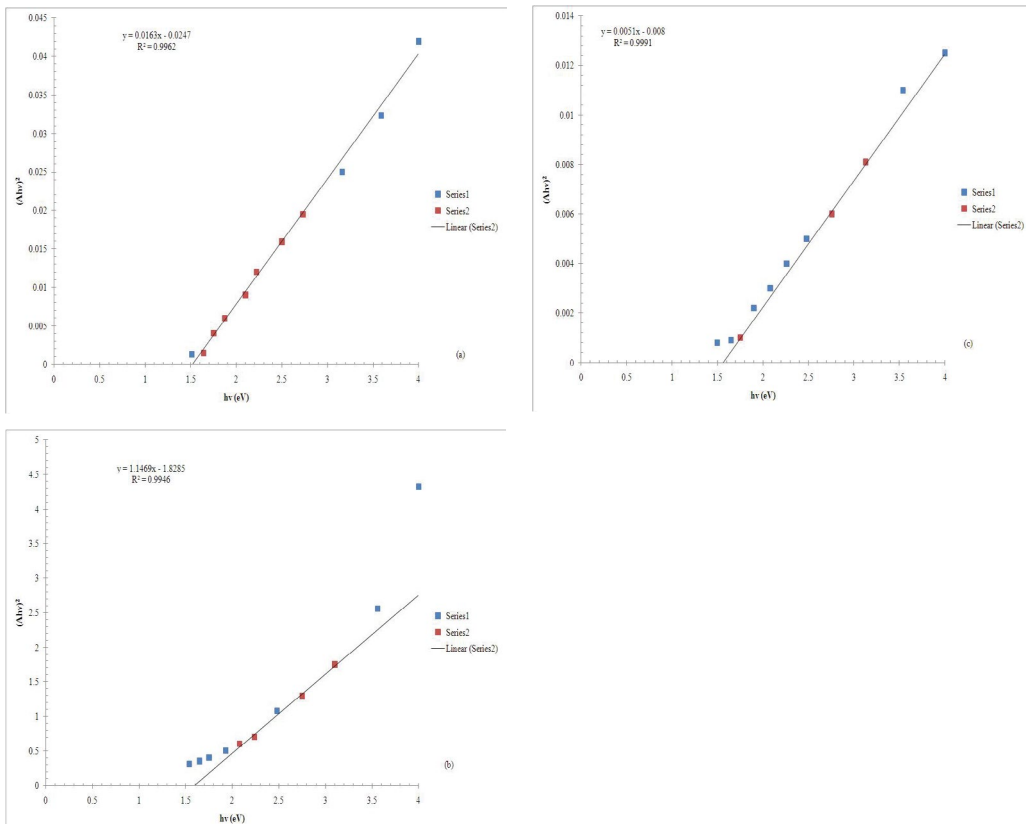 y = 0.0163x - 0.0247
R² = 0.9962
0.045
0.04
0.035
0.03
0.025
0.02
0.015
0.01
0.005
0
(Ahv)²
0 0.5 1 1.5 2 2.5 3 3.5 4
hv (eV)
Series1
Series2
Linear (Series2)
(a)
y = 0.0051x - 0.008
R² = 0.9991
0.014
0.012
0.01
0.008
0.006
0.004
0.002
0
(Ahv)²
0 0.5 1 1.5 2 2.5 3 3.5 4
hv (eV)
Series1
Series2
Linear (Series2)
(c)
y = 1.1469x - 1.8285
R² = 0.9946
5
4.5
4
3.5
3
2.5
2
1.5
1
0.5
0
(Ahv)²
0 0.5 1 1.5 2 2.5 3 3.5 4
hv (eV)
Series1
Series2
Linear (Series2)
(b)